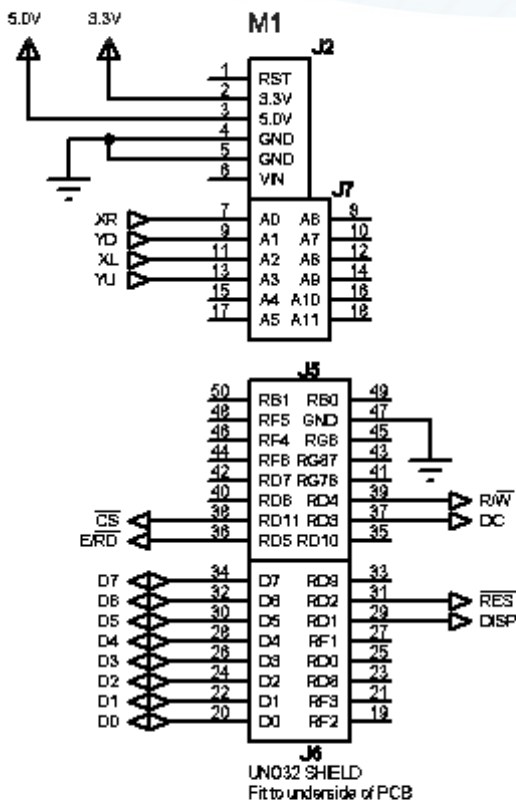 5.0V 3.3V M1
J2
1 RST
2 3.3V
3 5.0V
4 GND
5 GND
6 VIN
J7
XR 7 A0 A6 8
YD 9 A1 A7 10
XL 11 A2 A8 12
YU 13 A3 A9 14
15 A4 A10 16
17 A5 A11 18
J5
50 RB1 RB0 49
48 RF5 GND 47
46 RF4 RG6 45
44 RF6 RG87 43
42 RD7 RG76 41
40 RD6 RD4 39 R/W
CS 38 RD11 RD3 37 DC
E/RD 36 RD5 RD10 35
D7 34 D7 RD9 33
D6 32 D6 RD2 31 RES
D5 30 D5 RD1 29 DISP
D4 28 D4 RF1 27
D3 26 D3 RD0 25
D2 24 D2 RD8 23
D1 22 D1 RF3 21
D0 20 D0 RF2 19
J6
UNO32 SHIELD
Fit to underside of PCB